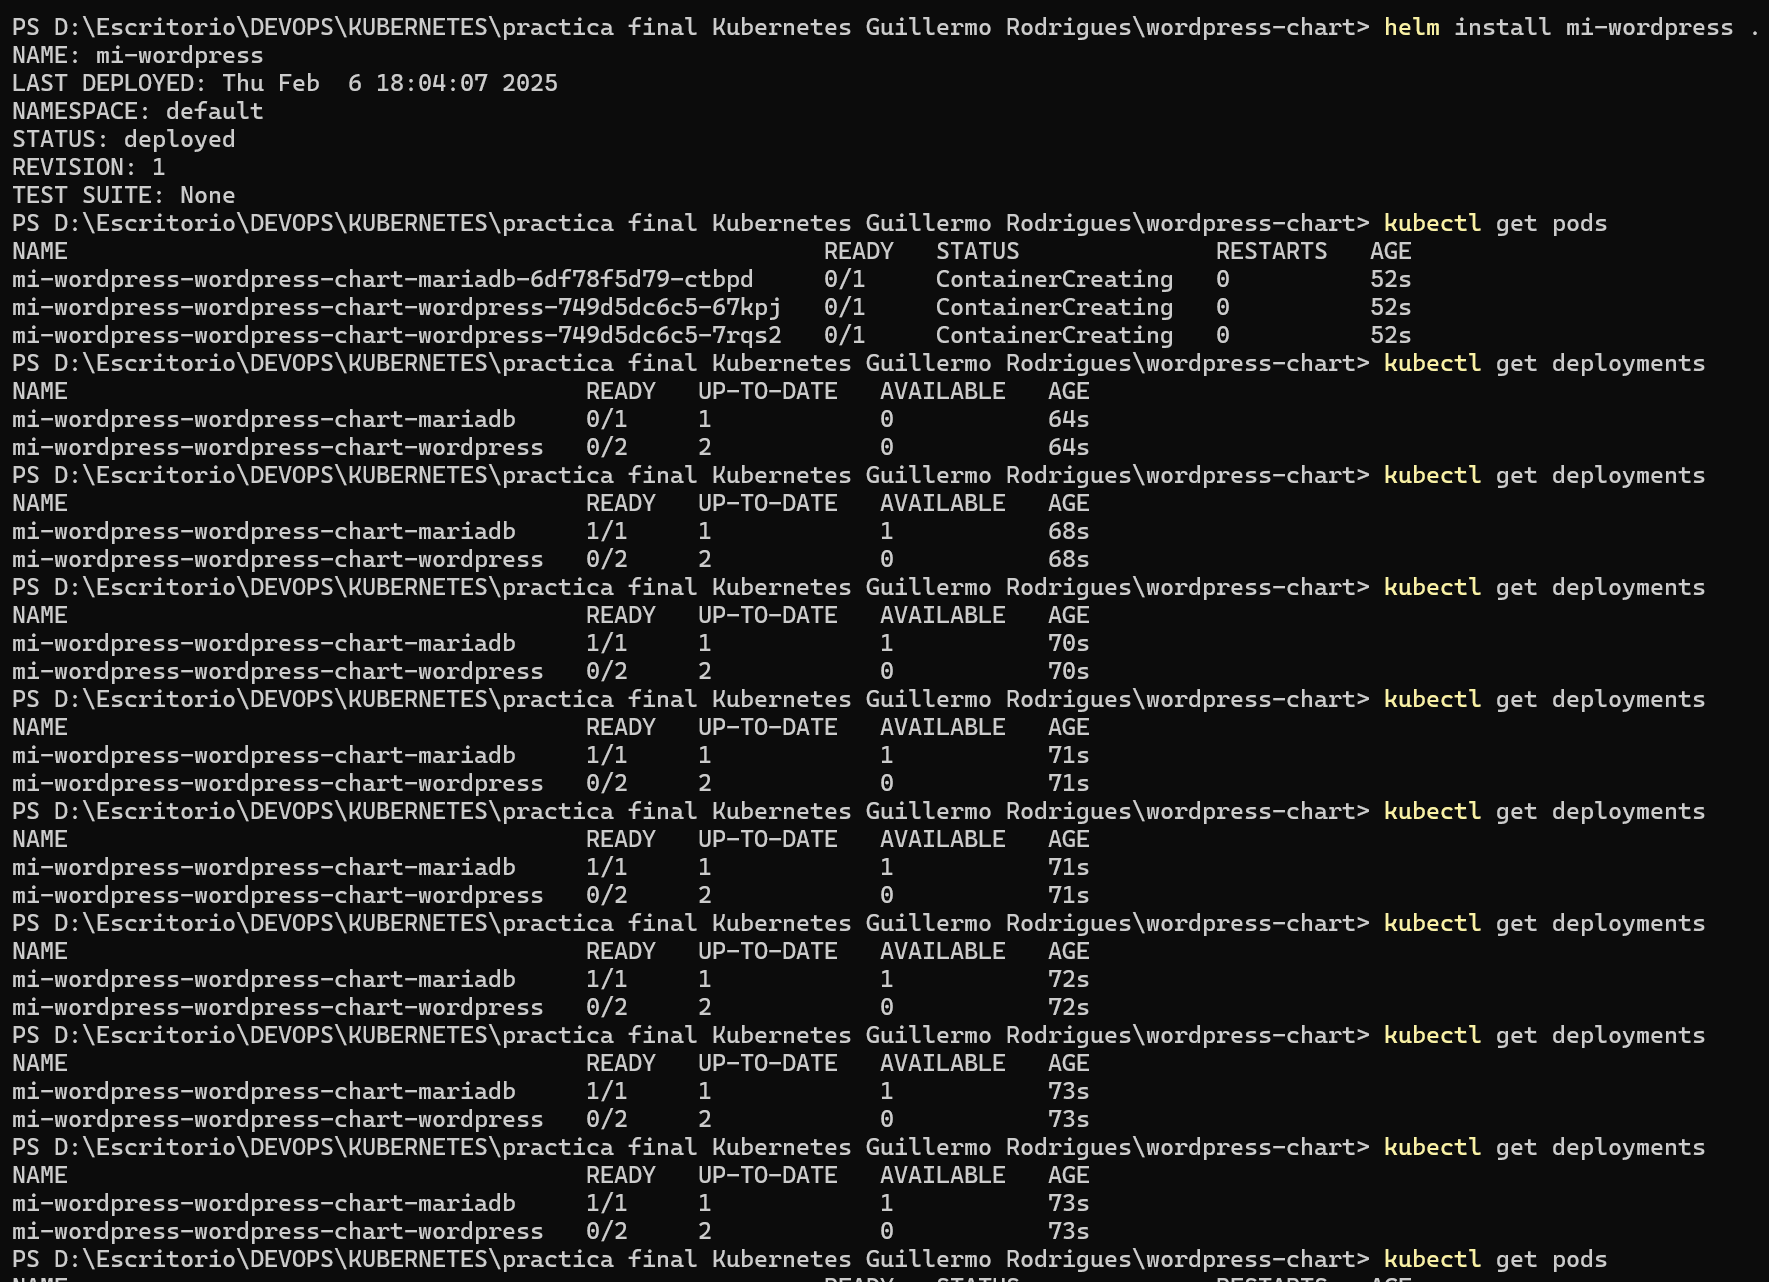 PS D:\Escritorio\DEVOPS\KUBERNETES\practica final Kubernetes Guillermo Rodrigues\wordpress-chart> helm install mi-wordpress .
NAME: mi-wordpress
LAST DEPLOYED: Thu Feb  6 18:04:07 2025
NAMESPACE: default
STATUS: deployed
REVISION: 1
TEST SUITE: None
PS D:\Escritorio\DEVOPS\KUBERNETES\practica final Kubernetes Guillermo Rodrigues\wordpress-chart> kubectl get pods
NAME                                                      READY   STATUS              RESTARTS   AGE
mi-wordpress-wordpress-chart-mariadb-6df78f5d79-ctbpd     0/1     ContainerCreating   0          52s
mi-wordpress-wordpress-chart-wordpress-749d5dc6c5-67kpj   0/1     ContainerCreating   0          52s
mi-wordpress-wordpress-chart-wordpress-749d5dc6c5-7rqs2   0/1     ContainerCreating   0          52s
PS D:\Escritorio\DEVOPS\KUBERNETES\practica final Kubernetes Guillermo Rodrigues\wordpress-chart> kubectl get deployments
NAME                                     READY   UP-TO-DATE   AVAILABLE   AGE
mi-wordpress-wordpress-chart-mariadb     0/1     1            0           64s
mi-wordpress-wordpress-chart-wordpress   0/2     2            0           64s
PS D:\Escritorio\DEVOPS\KUBERNETES\practica final Kubernetes Guillermo Rodrigues\wordpress-chart> kubectl get deployments
NAME                                     READY   UP-TO-DATE   AVAILABLE   AGE
mi-wordpress-wordpress-chart-mariadb     1/1     1            1           68s
mi-wordpress-wordpress-chart-wordpress   0/2     2            0           68s
PS D:\Escritorio\DEVOPS\KUBERNETES\practica final Kubernetes Guillermo Rodrigues\wordpress-chart> kubectl get deployments
NAME                                     READY   UP-TO-DATE   AVAILABLE   AGE
mi-wordpress-wordpress-chart-mariadb     1/1     1            1           70s
mi-wordpress-wordpress-chart-wordpress   0/2     2            0           70s
PS D:\Escritorio\DEVOPS\KUBERNETES\practica final Kubernetes Guillermo Rodrigues\wordpress-chart> kubectl get deployments
NAME                                     READY   UP-TO-DATE   AVAILABLE   AGE
mi-wordpress-wordpress-chart-mariadb     1/1     1            1           71s
mi-wordpress-wordpress-chart-wordpress   0/2     2            0           71s
PS D:\Escritorio\DEVOPS\KUBERNETES\practica final Kubernetes Guillermo Rodrigues\wordpress-chart> kubectl get deployments
NAME                                     READY   UP-TO-DATE   AVAILABLE   AGE
mi-wordpress-wordpress-chart-mariadb     1/1     1            1           71s
mi-wordpress-wordpress-chart-wordpress   0/2     2            0           71s
PS D:\Escritorio\DEVOPS\KUBERNETES\practica final Kubernetes Guillermo Rodrigues\wordpress-chart> kubectl get deployments
NAME                                     READY   UP-TO-DATE   AVAILABLE   AGE
mi-wordpress-wordpress-chart-mariadb     1/1     1            1           72s
mi-wordpress-wordpress-chart-wordpress   0/2     2            0           72s
PS D:\Escritorio\DEVOPS\KUBERNETES\practica final Kubernetes Guillermo Rodrigues\wordpress-chart> kubectl get deployments
NAME                                     READY   UP-TO-DATE   AVAILABLE   AGE
mi-wordpress-wordpress-chart-mariadb     1/1     1            1           73s
mi-wordpress-wordpress-chart-wordpress   0/2     2            0           73s
PS D:\Escritorio\DEVOPS\KUBERNETES\practica final Kubernetes Guillermo Rodrigues\wordpress-chart> kubectl get deployments
NAME                                     READY   UP-TO-DATE   AVAILABLE   AGE
mi-wordpress-wordpress-chart-mariadb     1/1     1            1           73s
mi-wordpress-wordpress-chart-wordpress   0/2     2            0           73s
PS D:\Escritorio\DEVOPS\KUBERNETES\practica final Kubernetes Guillermo Rodrigues\wordpress-chart> kubectl get pods
NAME                                                      READY   STATUS              RESTARTS   AGE